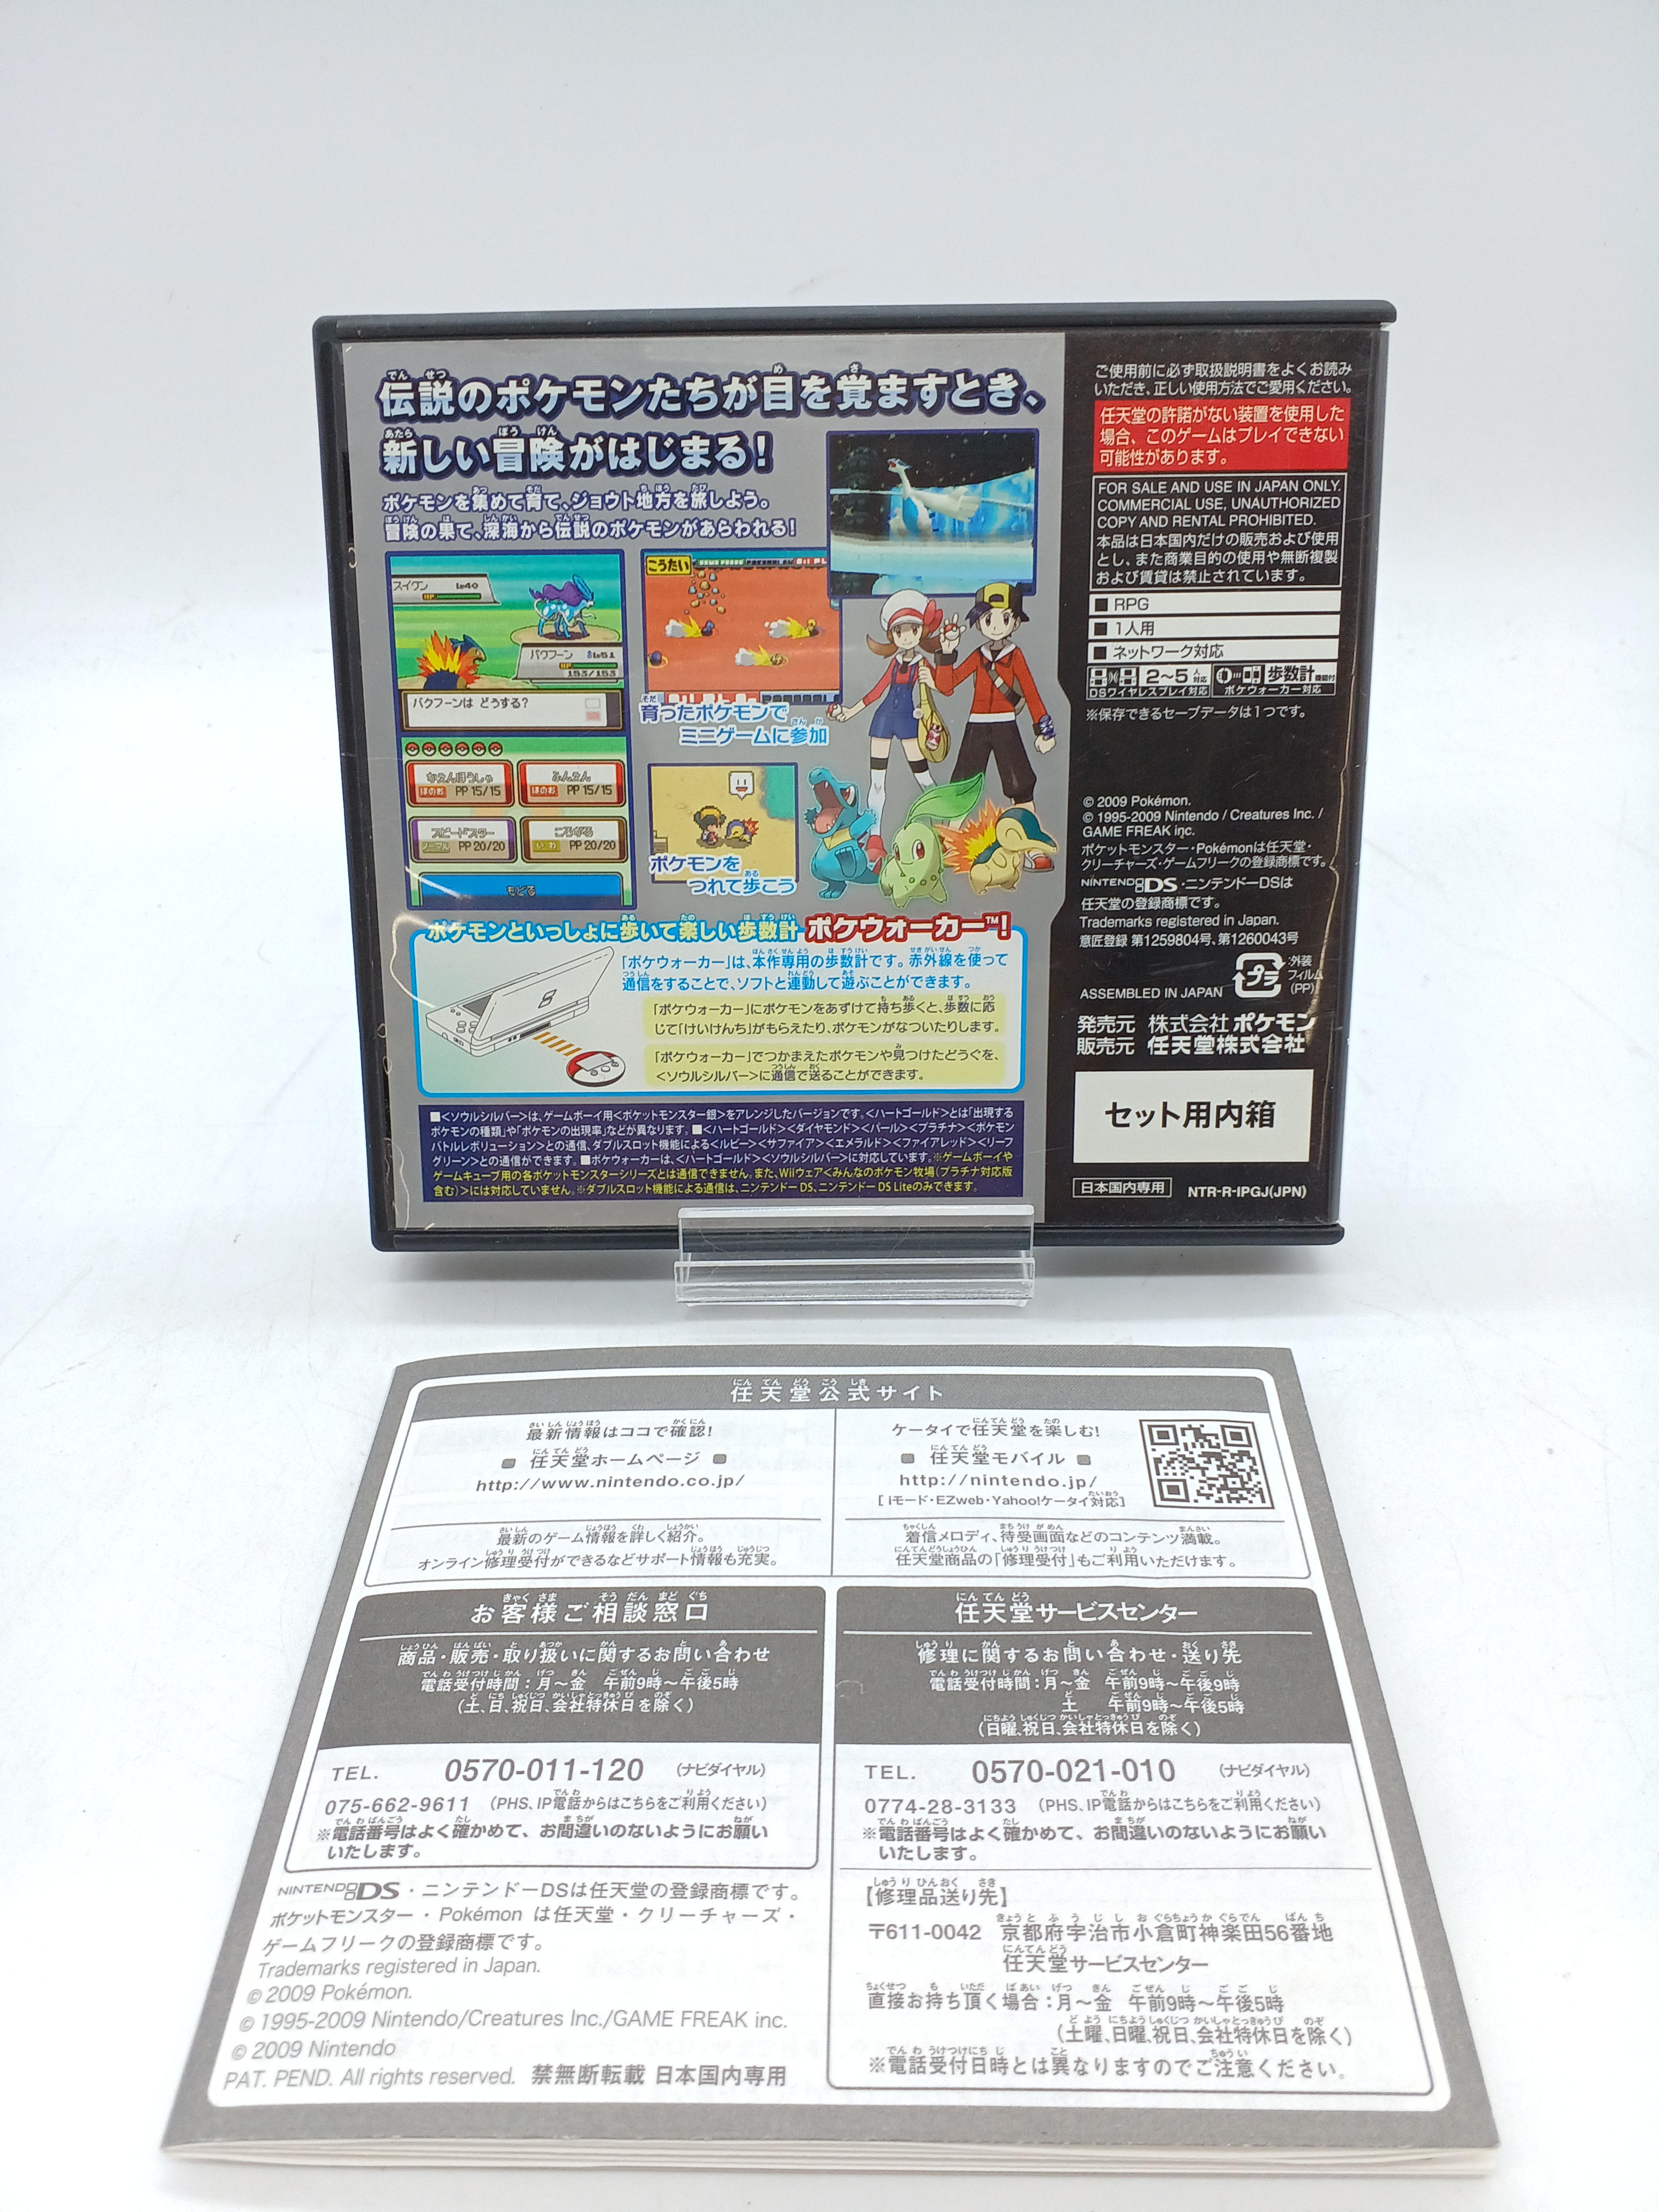 伝説のポケモンたちが目を覚ますとき、
新しい冒険がはじまる!
ポケモンを集めて育て、ジョウト地方を旅しよう。
冒険の果て、深海から伝説のポケモンがあらわれる!
スイクン Lv40
HP
バクフーン ♂Lv51
HP
153/153
バクフーンは どうする?
かえんほうしゃ
ほのお PP 15/15
ふんえん
ほのお PP 15/15
スピードスター
ノーマル PP 20/20
ころがる
いわ PP 20/20
もどる
こうたい
育ったポケモンで
ミニゲームに参加
ポケモンを
つれて歩こう
ポケモンといっしょに歩いて楽しい歩数計 ポケウォーカー™!
「ポケウォーカー」は、本作専用の歩数計です。赤外線を使って
通信をすることで、ソフトと連動して遊ぶことができます。
「ポケウォーカー」にポケモンをあずけて持ち歩くと、歩数に応
じて「けいけんち」がもらえたり、ポケモンがなついたりします。
「ポケウォーカー」でつかまえたポケモンや見つけたどうぐを、
<ソウルシルバー>に通信で送ることができます。
■<ソウルシルバー>は、ゲームボーイ用<ポケットモンスター銀>をアレンジしたバージョンです。<ハートゴールド>とは「出現する
ポケモンの種類」や「ポケモンの出現率」などが異なります。■<ハートゴールド><ダイヤモンド><パール><プラチナ><ポケモン
バトルレボリューション>との通信、ダブルスロット機能による<ルビー><サファイア><エメラルド><ファイアレッド><リーフ
グリーン>との通信ができます。■ポケウォーカーは、<ハートゴールド><ソウルシルバー>に対応しています。※ゲームボーイや
ゲームキューブ用の各ポケットモンスターシリーズとは通信できません。また、Wiiウェア<みんなのポケモン牧場(プラチナ対応版
含む)>には対応していません。※ダブルスロット機能による通信は、ニンテンドーDS、ニンテンドーDS Liteのみできます。
ご使用前に必ず取扱説明書をよくお読み
いただき、正しい使用方法でご愛用ください。
任天堂の許諾がない装置を使用した
場合、このゲームはプレイできない
可能性があります。
FOR SALE AND USE IN JAPAN ONLY.
COMMERCIAL USE, UNAUTHORIZED
COPY AND RENTAL PROHIBITED.
本品は日本国内だけの販売および使用
とし、また商業目的の使用や無断複製
および賃貸は禁止されています。
■ RPG
■ 1人用
■ ネットワーク対応
2~5人対応
DSワイヤレスプレイ対応
歩数計機能付
ポケウォーカー対応
※保存できるセーブデータは1つです。
© 2009 Pokémon.
© 1995-2009 Nintendo / Creatures Inc. /
GAME FREAK inc.
ポケットモンスター・Pokémonは任天堂・
クリーチャーズ・ゲームフリークの登録商標です。
NINTENDO DS・ニンテンドーDSは
任天堂の登録商標です。
Trademarks registered in Japan.
意匠登録 第1259804号、第1260043号
ASSEMBLED IN JAPAN プラ :外装フィルム(PP)
発売元 株式会社ポケモン
販売元 任天堂株式会社
セット用内箱
日本国内専用 NTR-R-IPGJ(JPN)
任天堂公式サイト
最新情報はココで確認!
■ 任天堂ホームページ ■
http://www.nintendo.co.jp/
最新のゲーム情報を詳しく紹介。
オンライン修理受付ができるなどサポート情報も充実。
ケータイで任天堂を楽しむ!
■ 任天堂モバイル ■
http://nintendo.jp/
[ iモード・EZweb・Yahoo!ケータイ対応]
着信メロディ、待受画面などのコンテンツ満載。
任天堂商品の「修理受付」もご利用いただけます。
お客様ご相談窓口
商品・販売・取り扱いに関するお問い合わせ
電話受付時間:月~金 午前9時~午後5時
(土、日、祝日、会社特休日を除く)
TEL. 0570-011-120 (ナビダイヤル)
075-662-9611 (PHS、IP電話からはこちらをご利用ください)
※電話番号はよく確かめて、お間違いのないようにお願い
いたします。
任天堂サービスセンター
修理に関するお問い合わせ・送り先
電話受付時間:月~金 午前9時~午後9時
土 午前9時~午後5時
(日曜、祝日、会社特休日を除く)
TEL. 0570-021-010 (ナビダイヤル)
0774-28-3133 (PHS、IP電話からはこちらをご利用ください)
※電話番号はよく確かめて、お間違いのないようにお願い
いたします。
【修理品送り先】
〒611-0042 京都府宇治市小倉町神楽田56番地
任天堂サービスセンター
直接お持ち頂く場合:月~金 午前9時~午後5時
(土曜、日曜、祝日、会社特休日を除く)
※電話受付日時とは異なりますのでご注意ください。
NINTENDO DS・ニンテンドーDSは任天堂の登録商標です。
ポケットモンスター・Pokémon は任天堂・クリーチャーズ・
ゲームフリークの登録商標です。
Trademarks registered in Japan.
© 2009 Pokémon.
© 1995-2009 Nintendo/Creatures Inc./GAME FREAK inc.
© 2009 Nintendo
PAT. PEND. All rights reserved. 禁無断転載 日本国内専用